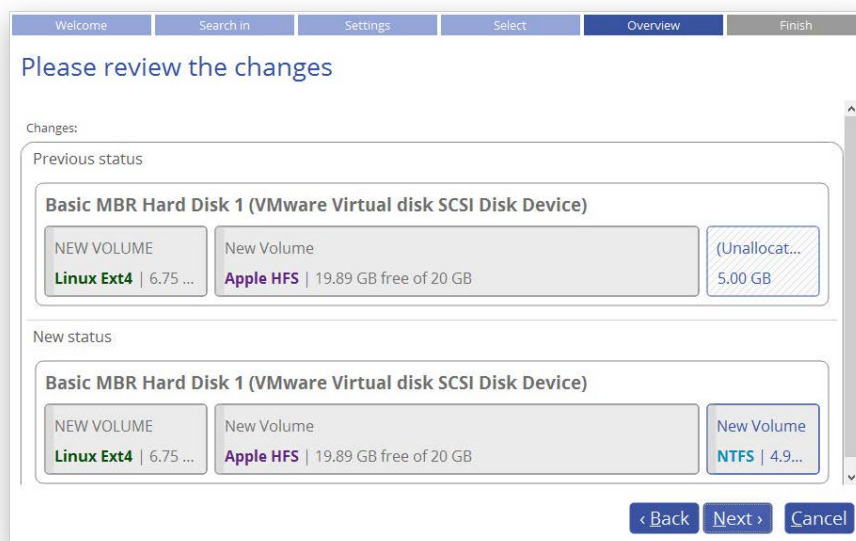 Welcome Search in Settings Select Overview Finish
Please review the changes
Changes:
Previous status
Basic MBR Hard Disk 1 (VMware Virtual disk SCSI Disk Device)
NEW VOLUME New Volume (Unallocat...
Linux Ext4 | 6.75 ... Apple HFS | 19.89 GB free of 20 GB 5.00 GB
New status
Basic MBR Hard Disk 1 (VMware Virtual disk SCSI Disk Device)
NEW VOLUME New Volume New Volume
Linux Ext4 | 6.75 ... Apple HFS | 19.89 GB free of 20 GB NTFS | 4.9...
‹ Back Next › Cancel